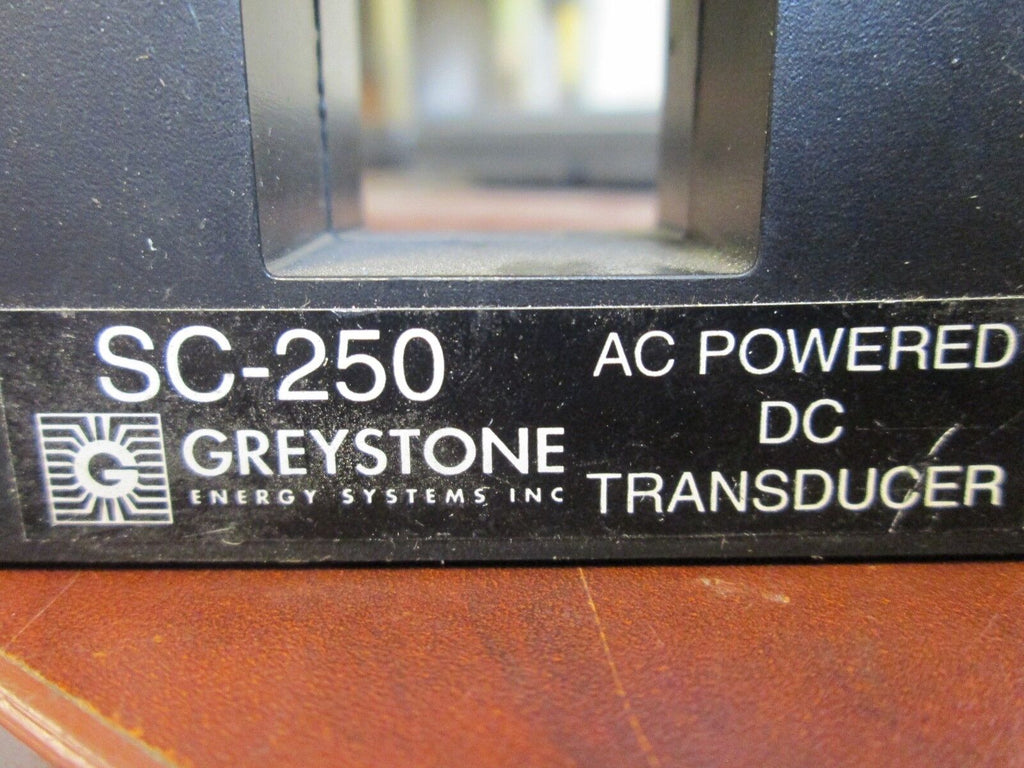 SC-250
G
GREYSTONE
ENERGY SYSTEMS INC
AC POWERED
DC
TRANSDUCER